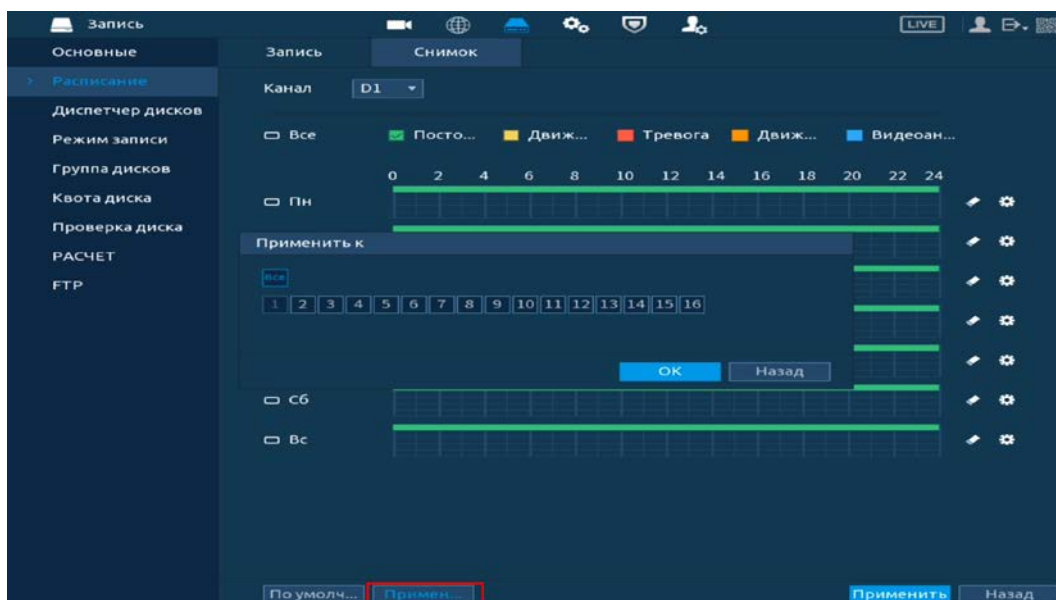 Запись LIVE
Основные Запись Снимок
Расписание Канал D1
Диспетчер дисков
Режим записи Все Посто... Движ... Тревога Движ... Видеоан...
Группа дисков 0 2 4 6 8 10 12 14 16 18 20 22 24
Квота диска Пн
Проверка диска
Применить к
РАСЧЕТ
FTP Все
1 2 3 4 5 6 7 8 9 10 11 12 13 14 15 16
OK Назад
Сб
Вс
По умолч... Примен... Применить Назад